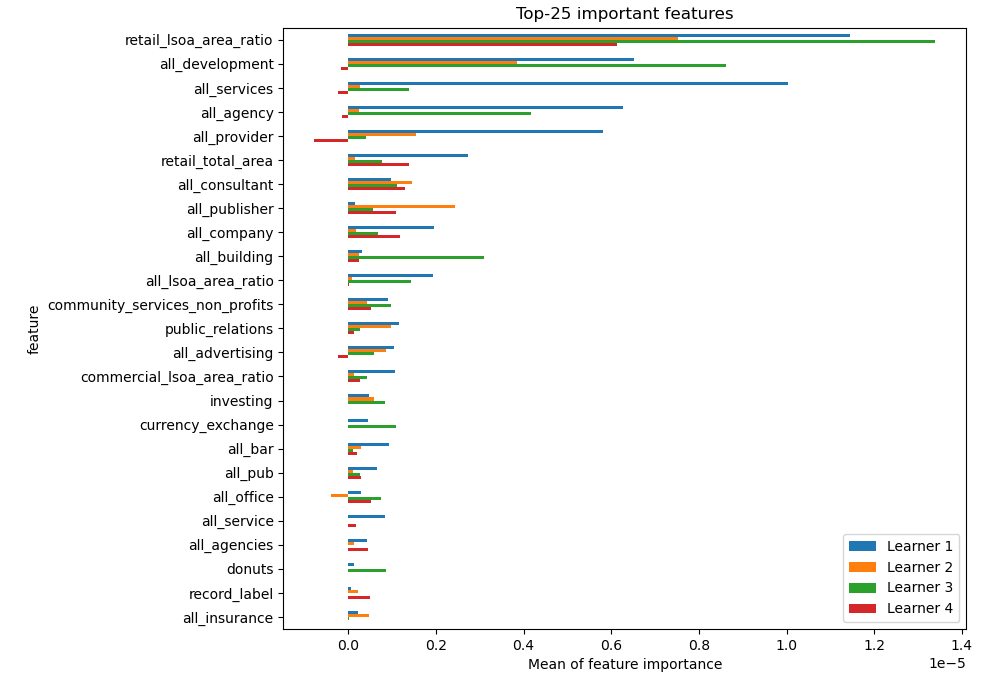 Top-25 important features
retail_lsoa_area_ratio
all_development
all_services
all_agency
all_provider
retail_total_area
all_consultant
all_publisher
all_company
all_building
all_lsoa_area_ratio
community_services_non_profits
public_relations
all_advertising
commercial_lsoa_area_ratio
investing
currency_exchange
all_bar
all_pub
all_office
all_service
all_agencies
donuts
record_label
all_insurance
feature
Learner 1
Learner 2
Learner 3
Learner 4
0.0 0.2 0.4 0.6 0.8 1.0 1.2 1.4
Mean of feature importance
1e−5